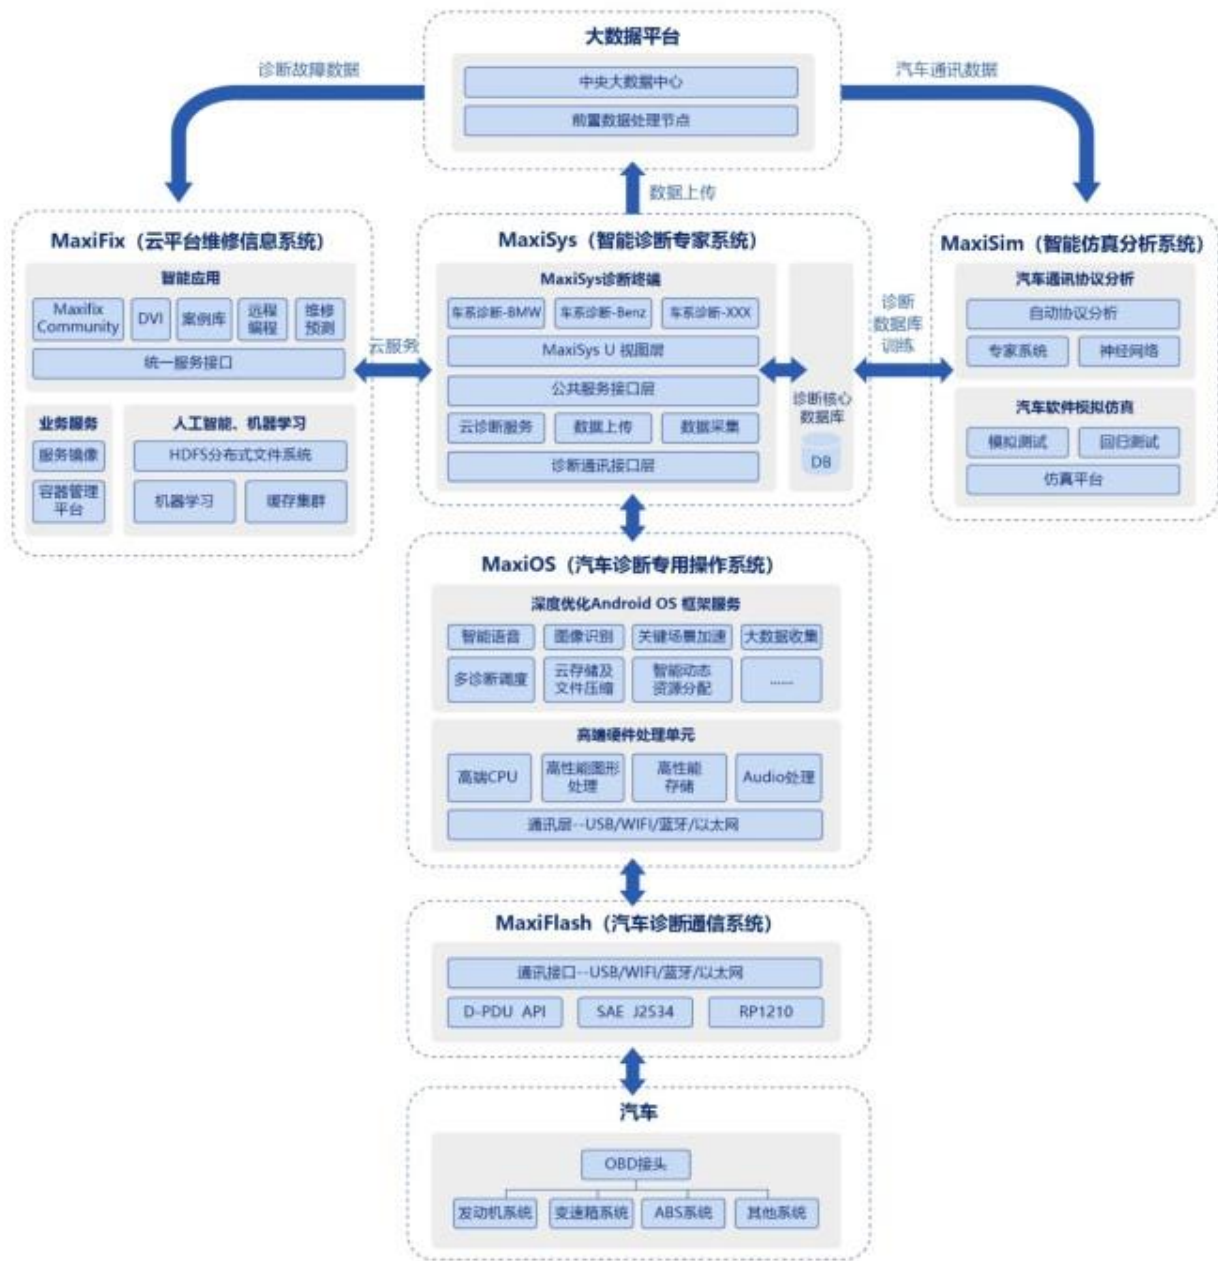 大数据平台
诊断故障数据
中央大数据中心
汽车通讯数据
前置数据处理节点
数据上传
MaxiFix（云平台维修信息系统）
智能应用
Maxifix
Community
DVI
案例库
远程
编程
维修
预测
统一服务接口
业务服务
服务镜像
容器管理
平台
人工智能、机器学习
HDFS分布式文件系统
机器学习
缓存集群
云服务
MaxiSys（智能诊断专家系统）
MaxiSys诊断终端
车系诊断-BMW
车系诊断-Benz
车系诊断-XXX
MaxiSys U 视图层
公共服务接口层
云诊断服务
数据上传
数据采集
诊断通讯接口层
诊断核心
数据库
DB
诊断
数据库
训练
MaxiSim（智能仿真分析系统）
汽车通讯协议分析
自动协议分析
专家系统
神经网络
汽车软件模拟仿真
模拟测试
回归测试
仿真平台
MaxiOS（汽车诊断专用操作系统）
深度优化Android OS 框架服务
智能语音
图像识别
关键场景加速
大数据收集
多诊断调度
云存储及
文件压缩
智能动态
资源分配
......
高端硬件处理单元
高端CPU
高性能图形
处理
高性能
存储
Audio处理
通讯层--USB/WIFI/蓝牙/以太网
MaxiFlash（汽车诊断通信系统）
通讯接口--USB/WIFI/蓝牙/以太网
D-PDU API
SAE J2534
RP1210
汽车
OBD接头
发动机系统
变速箱系统
ABS系统
其他系统